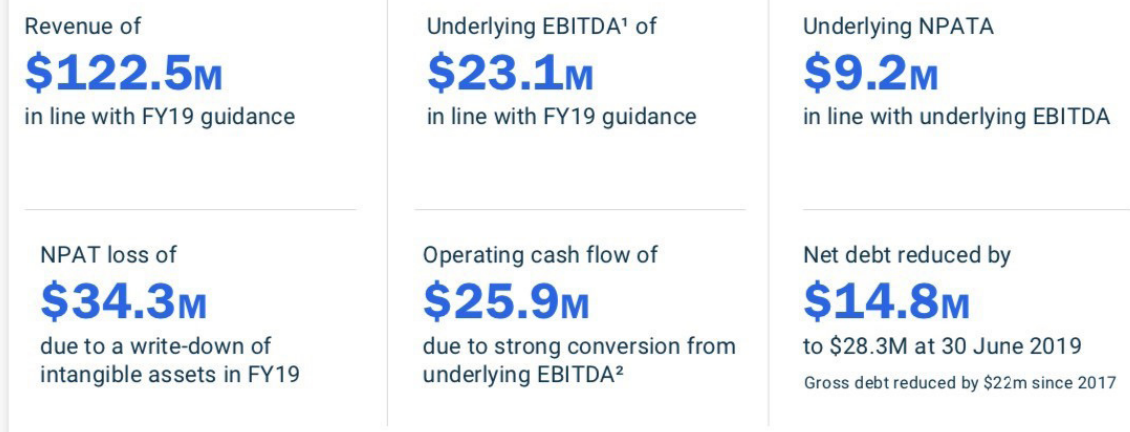 Revenue of
$122.5M
in line with FY19 guidance
Underlying EBITDA¹ of
$23.1M
in line with FY19 guidance
Underlying NPATA
$9.2M
in line with underlying EBITDA
NPAT loss of
$34.3M
due to a write-down of
intangible assets in FY19
Operating cash flow of
$25.9M
due to strong conversion from
underlying EBITDA²
Net debt reduced by
$14.8M
to $28.3M at 30 June 2019
Gross debt reduced by $22m since 2017